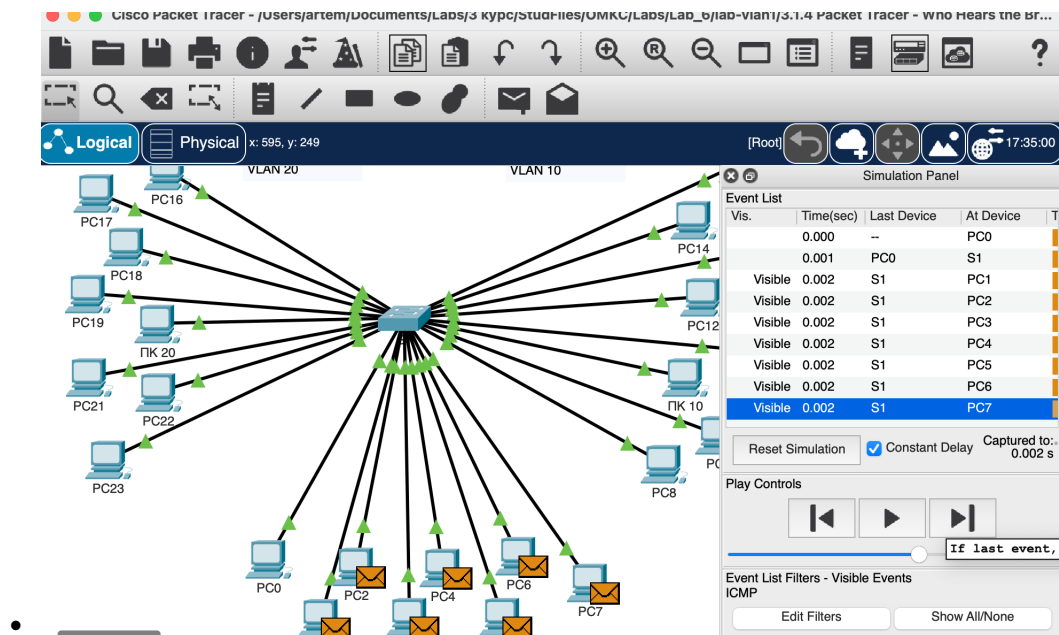 Cisco Packet Tracer - /Users/artem/Documents/Labs/3 курс/StudFiles/OMKC/Labs/Lab_6/lab-vlan1/3.1.4 Packet Tracer - Who Hears the Br...
Logical
Physical
x: 595, y: 249
[Root]
17:35:00
VLAN 20
VLAN 10
PC16
PC17
PC18
PC19
ПК 20
PC21
PC22
PC23
PC14
PC12
ПК 10
PC8
PC0
PC2
PC4
PC6
PC7
Simulation Panel
Event List
Vis. Time(sec) Last Device At Device
0.000 -- PC0
0.001 PC0 S1
Visible 0.002 S1 PC1
Visible 0.002 S1 PC2
Visible 0.002 S1 PC3
Visible 0.002 S1 PC4
Visible 0.002 S1 PC5
Visible 0.002 S1 PC6
Visible 0.002 S1 PC7
Reset Simulation
Constant Delay
Captured to:
0.002 s
Play Controls
If last event,
Event List Filters - Visible Events
ICMP
Edit Filters
Show All/None